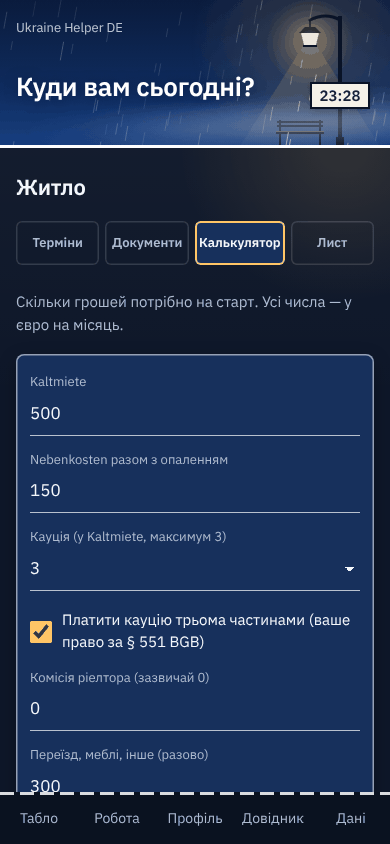 Ukraine Helper DE
Куди вам сьогодні?
23:28
Житло
Терміни
Документи
Калькулятор
Лист
Скільки грошей потрібно на старт. Усі числа — у
євро на місяць.
Kaltmiete
500
Nebenkosten разом з опаленням
150
Кауція (у Kaltmiete, максимум 3)
3
Платити кауцію трьома частинами (ваше
право за § 551 BGB)
Комісія рієлтора (зазвичай 0)
0
Переїзд, меблі, інше (разово)
300
Табло
Робота
Профіль
Довідник
Дані